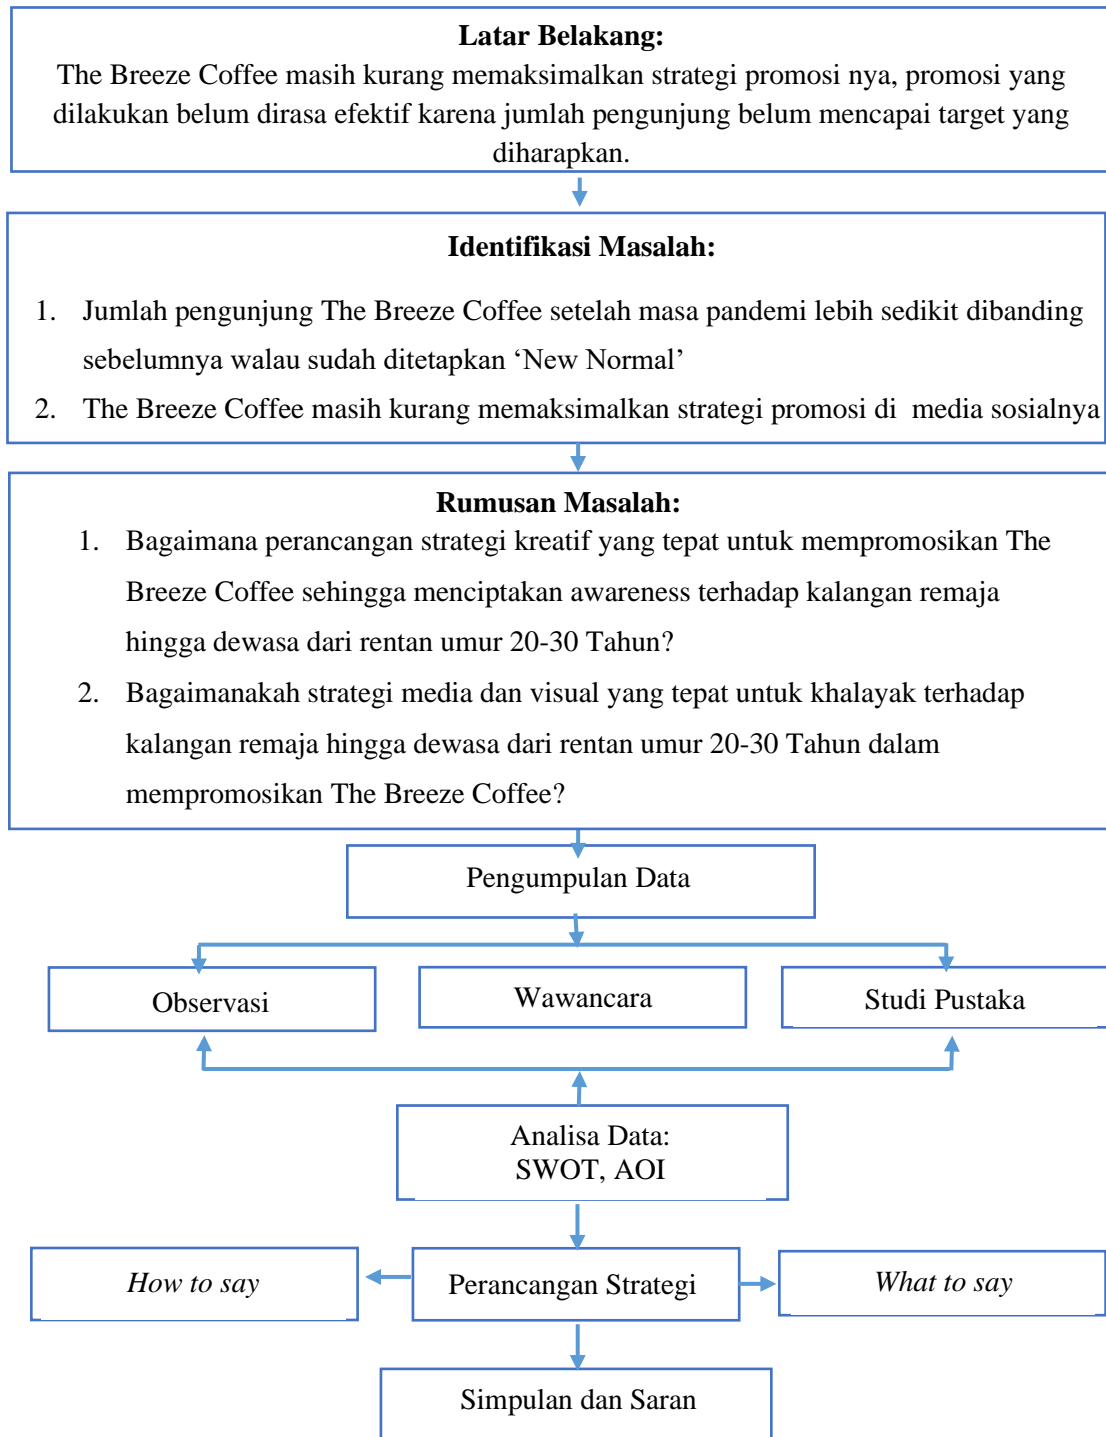 Latar Belakang:
The Breeze Coffee masih kurang memaksimalkan strategi promosi nya, promosi yang
dilakukan belum dirasa efektif karena jumlah pengunjung belum mencapai target yang
diharapkan.
Identifikasi Masalah:
1. Jumlah pengunjung The Breeze Coffee setelah masa pandemi lebih sedikit dibanding
sebelumnya walau sudah ditetapkan ‘New Normal’
2. The Breeze Coffee masih kurang memaksimalkan strategi promosi di media sosialnya
Rumusan Masalah:
1. Bagaimana perancangan strategi kreatif yang tepat untuk mempromosikan The
Breeze Coffee sehingga menciptakan awareness terhadap kalangan remaja
hingga dewasa dari rentan umur 20-30 Tahun?
2. Bagaimanakah strategi media dan visual yang tepat untuk khalayak terhadap
kalangan remaja hingga dewasa dari rentan umur 20-30 Tahun dalam
mempromosikan The Breeze Coffee?
Pengumpulan Data
Observasi
Wawancara
Studi Pustaka
Analisa Data:
SWOT, AOI
How to say
Perancangan Strategi
What to say
Simpulan dan Saran